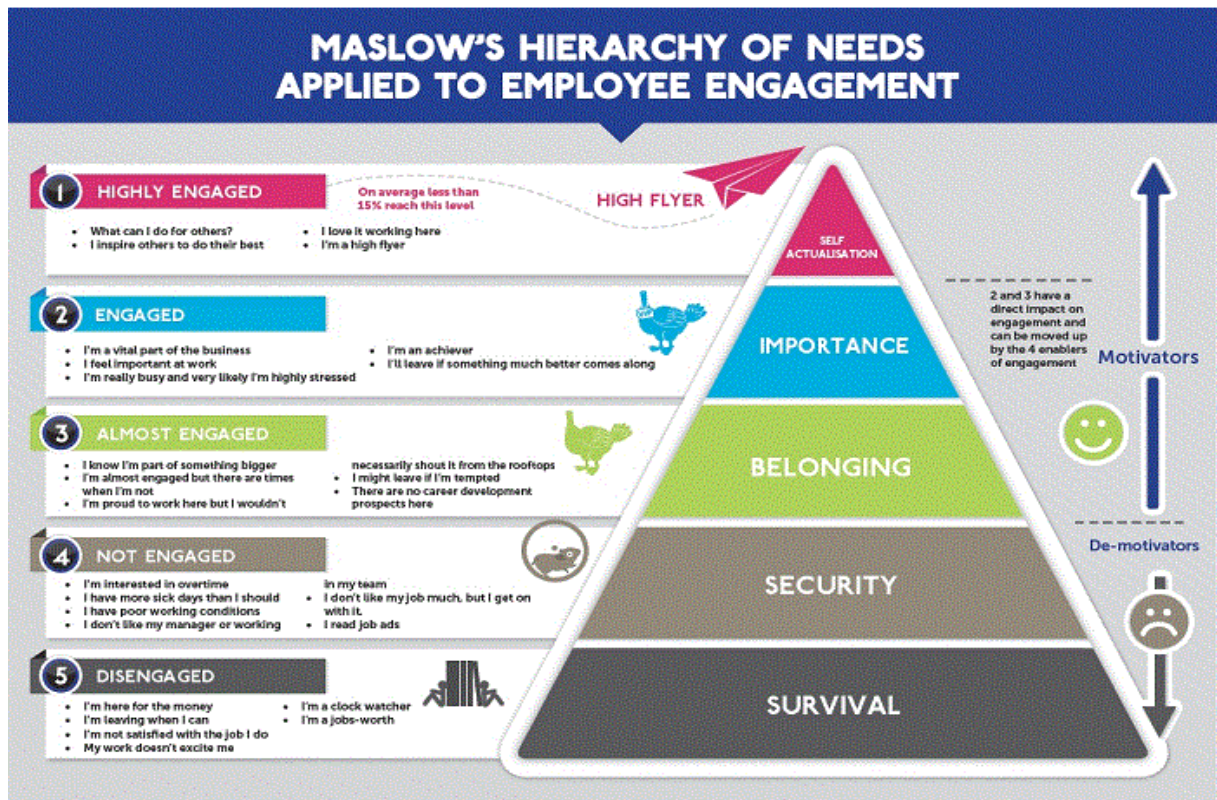 MASLOW'S HIERARCHY OF NEEDS
APPLIED TO EMPLOYEE ENGAGEMENT
1 HIGHLY ENGAGED
On average less than
15% reach this level
HIGH FLYER
• What can I do for others?
• I inspire others to do their best
• I love it working here
• I'm a high flyer
SELF
ACTUALISATION
2 ENGAGED
• I'm a vital part of the business
• I feel important at work
• I'm really busy and very likely I'm highly stressed
• I'm an achiever
• I'll leave if something much better comes along
IMPORTANCE
2 and 3 have a
direct impact on
engagement and
can be moved up
by the 4 enablers
of engagement
Motivators
3 ALMOST ENGAGED
• I know I'm part of something bigger
• I'm almost engaged but there are times
when I'm not
• I'm proud to work here but I wouldn't
necessarily shout it from the rooftops
• I might leave if I'm tempted
• There are no career development
prospects here
BELONGING
4 NOT ENGAGED
• I'm interested in overtime
• I have more sick days than I should
• I have poor working conditions
• I don't like my manager or working
in my team
• I don't like my job much, but I get on
with it.
• I read job ads
SECURITY
De-motivators
5 DISENGAGED
• I'm here for the money
• I'm leaving when I can
• I'm not satisfied with the job I do
• My work doesn't excite me
• I'm a clock watcher
• I'm a jobs-worth
SURVIVAL